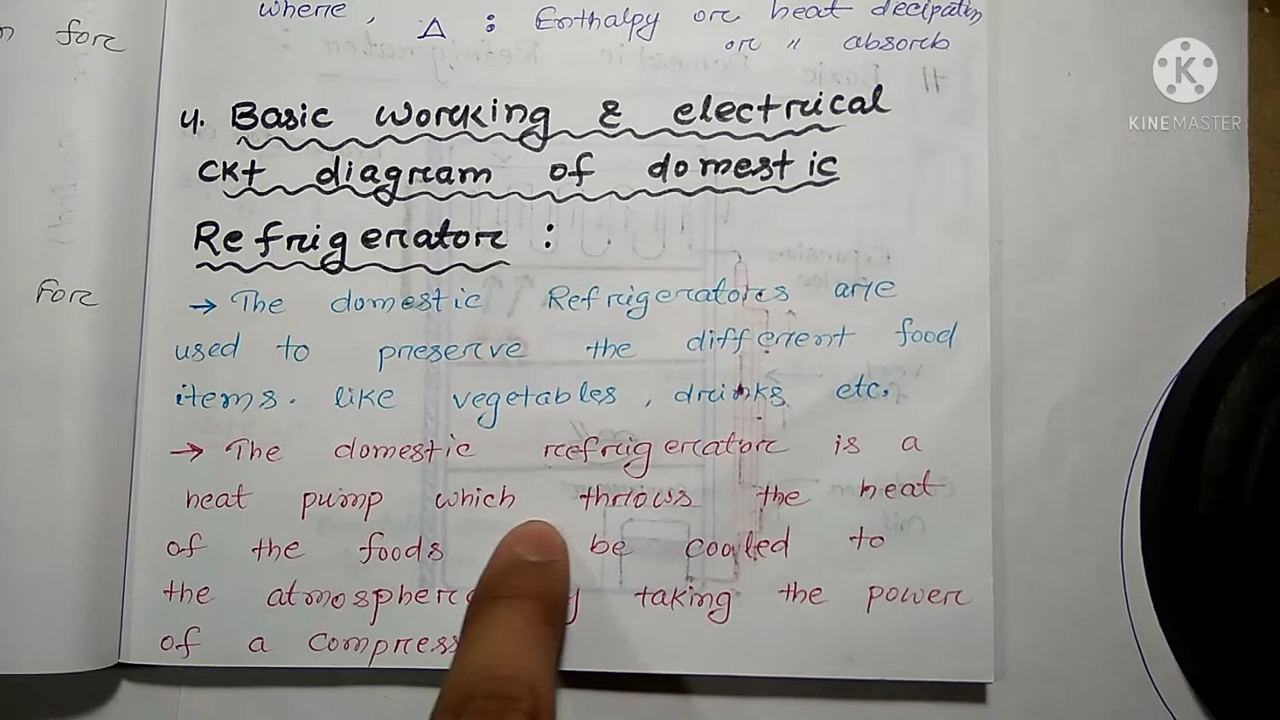 where, Δ : Enthalpy or heat decipating
or " absorb
for
4. Basic working & electrical
ckt diagram of domestic
Refrigerator :
For
→ The domestic Refrigerators are
used to preserve the different food
items. like vegetables, drinks etc.
→ The domestic refrigerator is a
heat pump which throws the heat
of the foods be cooled to
the atmosphere taking the power
of a compress
K
KINEMASTER